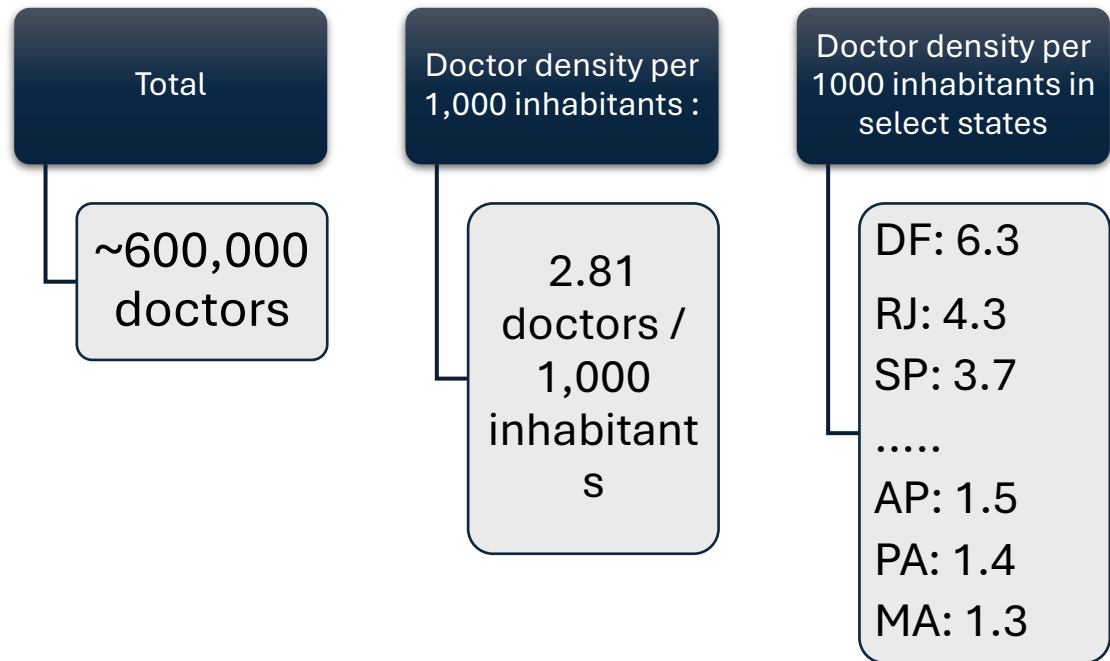 Total
~600,000
doctors
Doctor density per
1,000 inhabitants :
2.81
doctors /
1,000
inhabitant
s
Doctor density per
1000 inhabitants in
select states
DF: 6.3
RJ: 4.3
SP: 3.7
.....
AP: 1.5
PA: 1.4
MA: 1.3